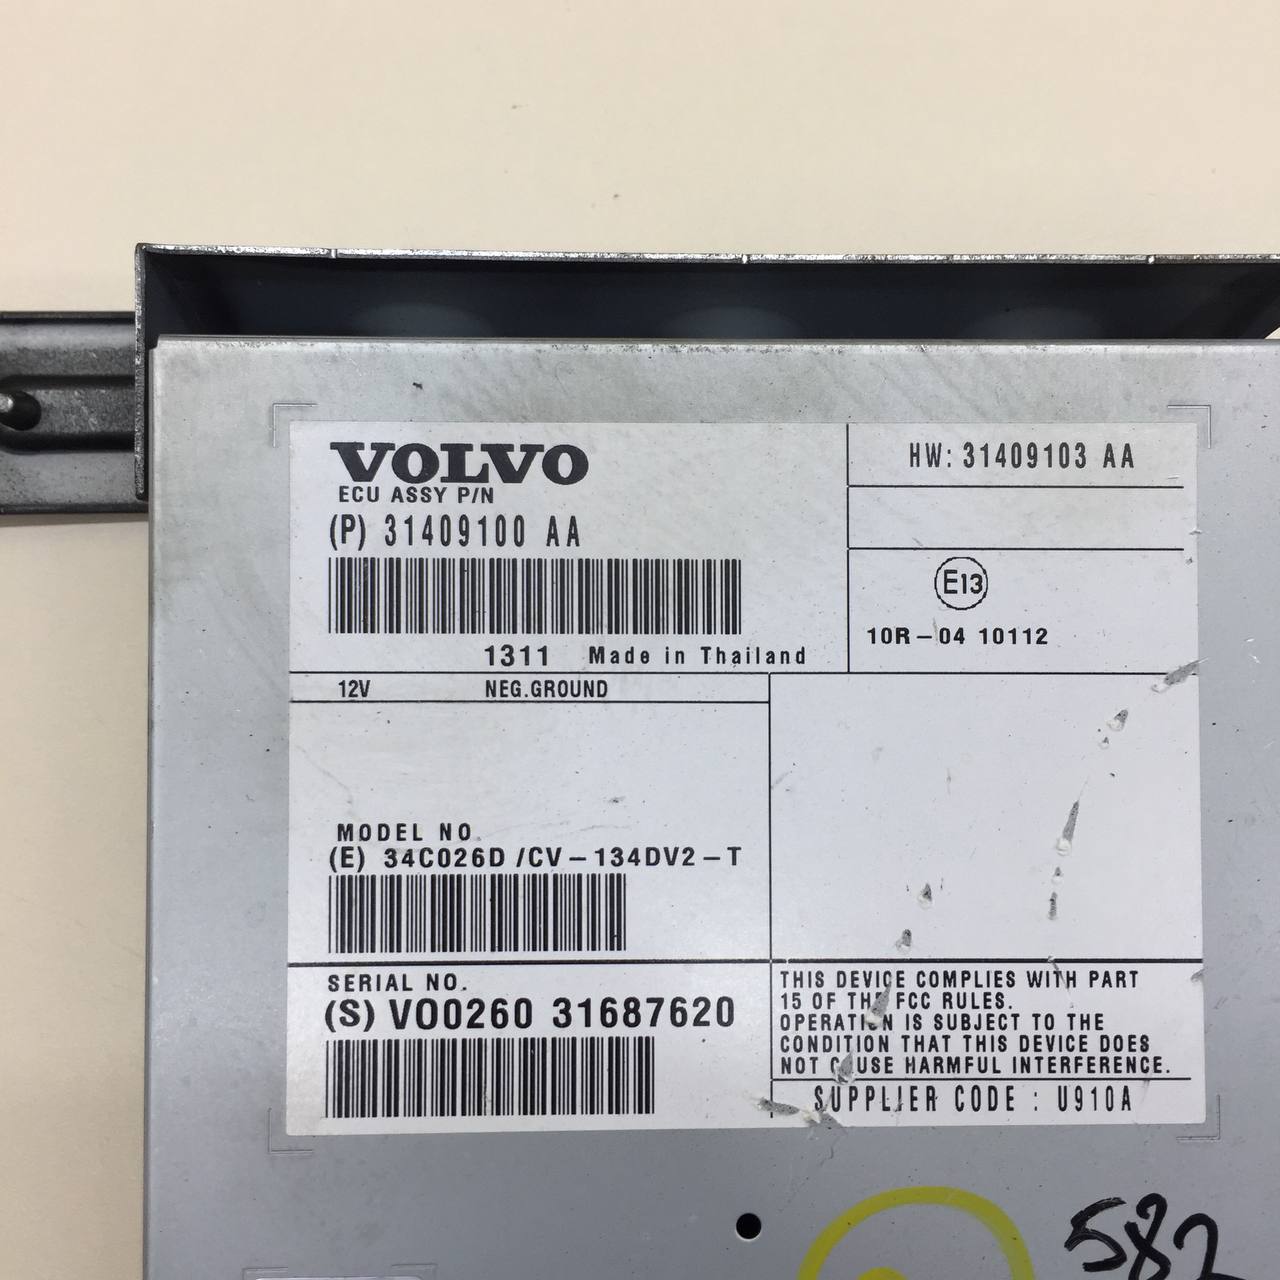 VOLVO
ECU ASSY P/N
(P) 31409100 AA
1311 Made in Thailand
HW: 31409103 AA
E13
10R-04 10112
12V NEG.GROUND
MODEL NO.
(E) 34C026D /CV-134DV2-T
SERIAL NO.
(S) VO0260 31687620
THIS DEVICE COMPLIES WITH PART
15 OF THE FCC RULES.
OPERATION IS SUBJECT TO THE
CONDITION THAT THIS DEVICE DOES
NOT CAUSE HARMFUL INTERFERENCE.
SUPPLIER CODE : U910A
582